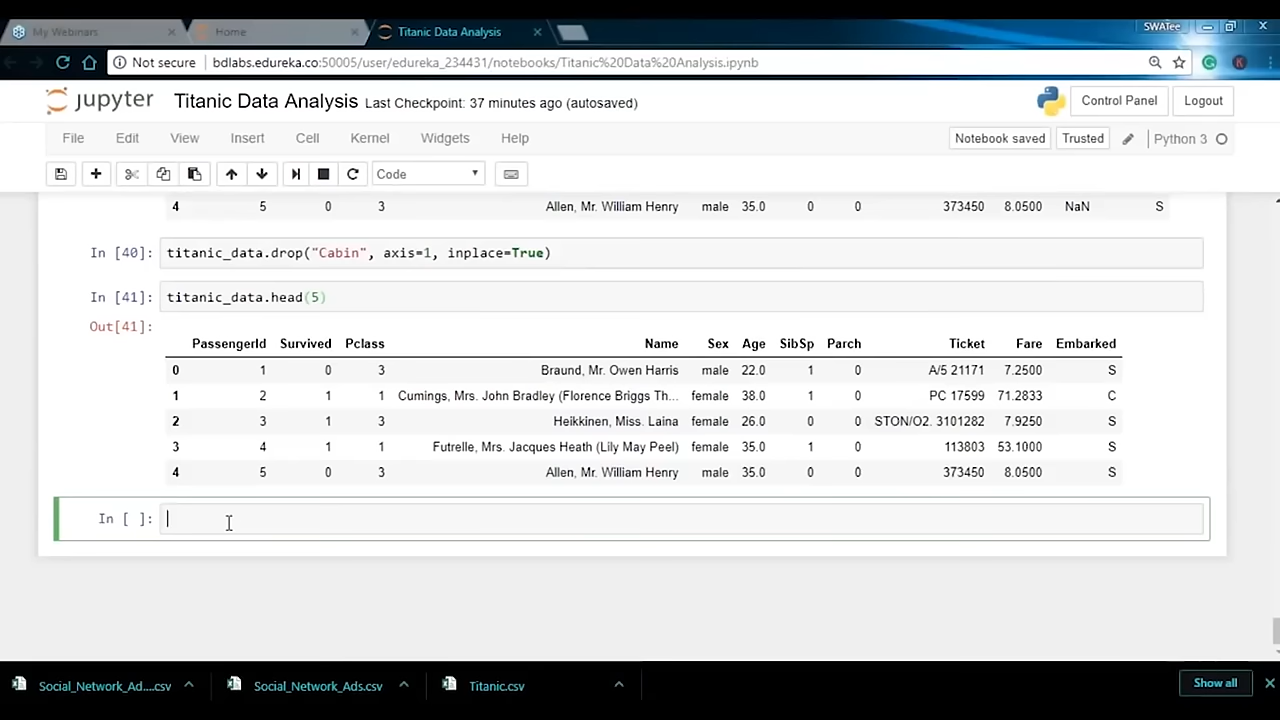 My Webinars
Home
Titanic Data Analysis
SWATee
Not secure
bdlabs.edureka.co:50005/user/edureka_234431/notebooks/Titanic%20Data%20Analysis.ipynb
jupyter Titanic Data Analysis Last Checkpoint: 37 minutes ago (autosaved)
Control Panel Logout
File Edit View Insert Cell Kernel Widgets Help
Notebook saved Trusted Python 3
Code
4 5 0 3 Allen, Mr. William Henry male 35.0 0 0 373450 8.0500 NaN S
In [40]: titanic_data.drop("Cabin", axis=1, inplace=True)
In [41]: titanic_data.head(5)
Out[41]:
PassengerId Survived Pclass Name Sex Age SibSp Parch Ticket Fare Embarked
0 1 0 3 Braund, Mr. Owen Harris male 22.0 1 0 A/5 21171 7.2500 S
1 2 1 1 Cumings, Mrs. John Bradley (Florence Briggs Th... female 38.0 1 0 PC 17599 71.2833 C
2 3 1 3 Heikkinen, Miss. Laina female 26.0 0 0 STON/O2. 3101282 7.9250 S
3 4 1 1 Futrelle, Mrs. Jacques Heath (Lily May Peel) female 35.0 1 0 113803 53.1000 S
4 5 0 3 Allen, Mr. William Henry male 35.0 0 0 373450 8.0500 S
In [ ]:
Social_Network_Ad....csv
Social_Network_Ads.csv
Titanic.csv
Show all